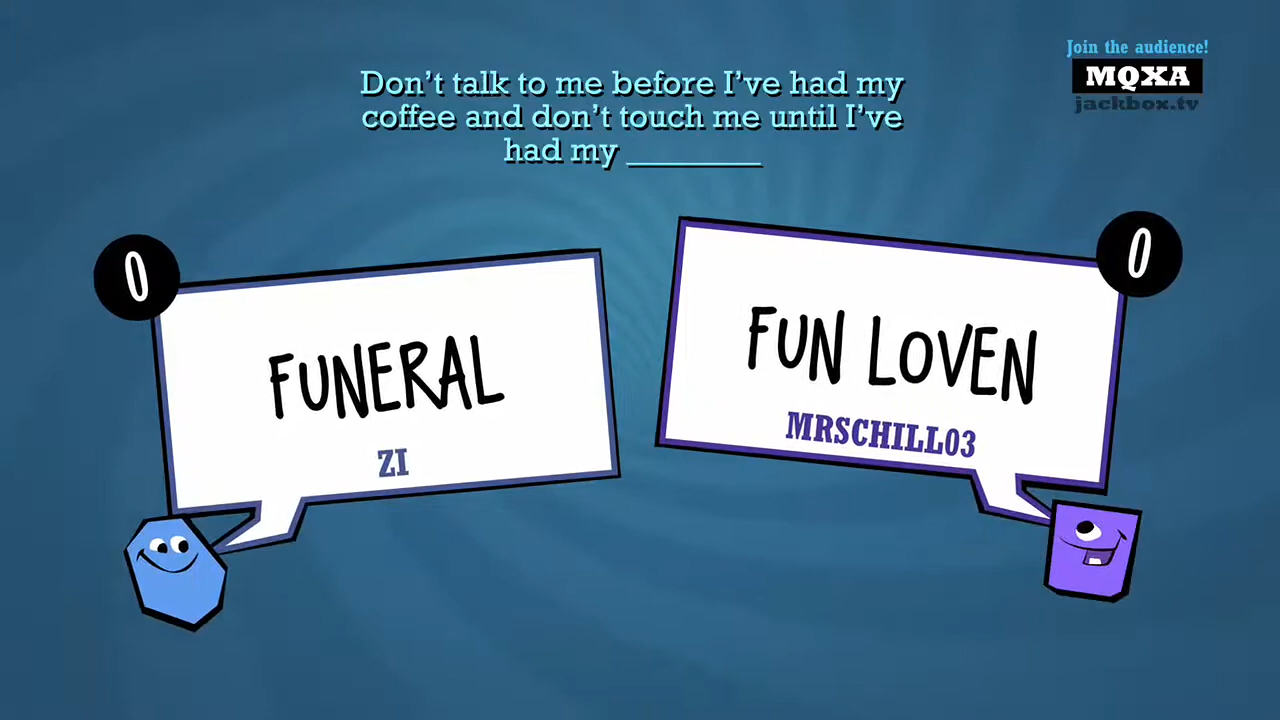 Join the audience!
MQXA
jackbox.tv
Don't talk to me before I've had my
coffee and don't touch me until I've
had my ________
0
0
FUNERAL
ZI
FUN LOVEN
MRSCHILL03